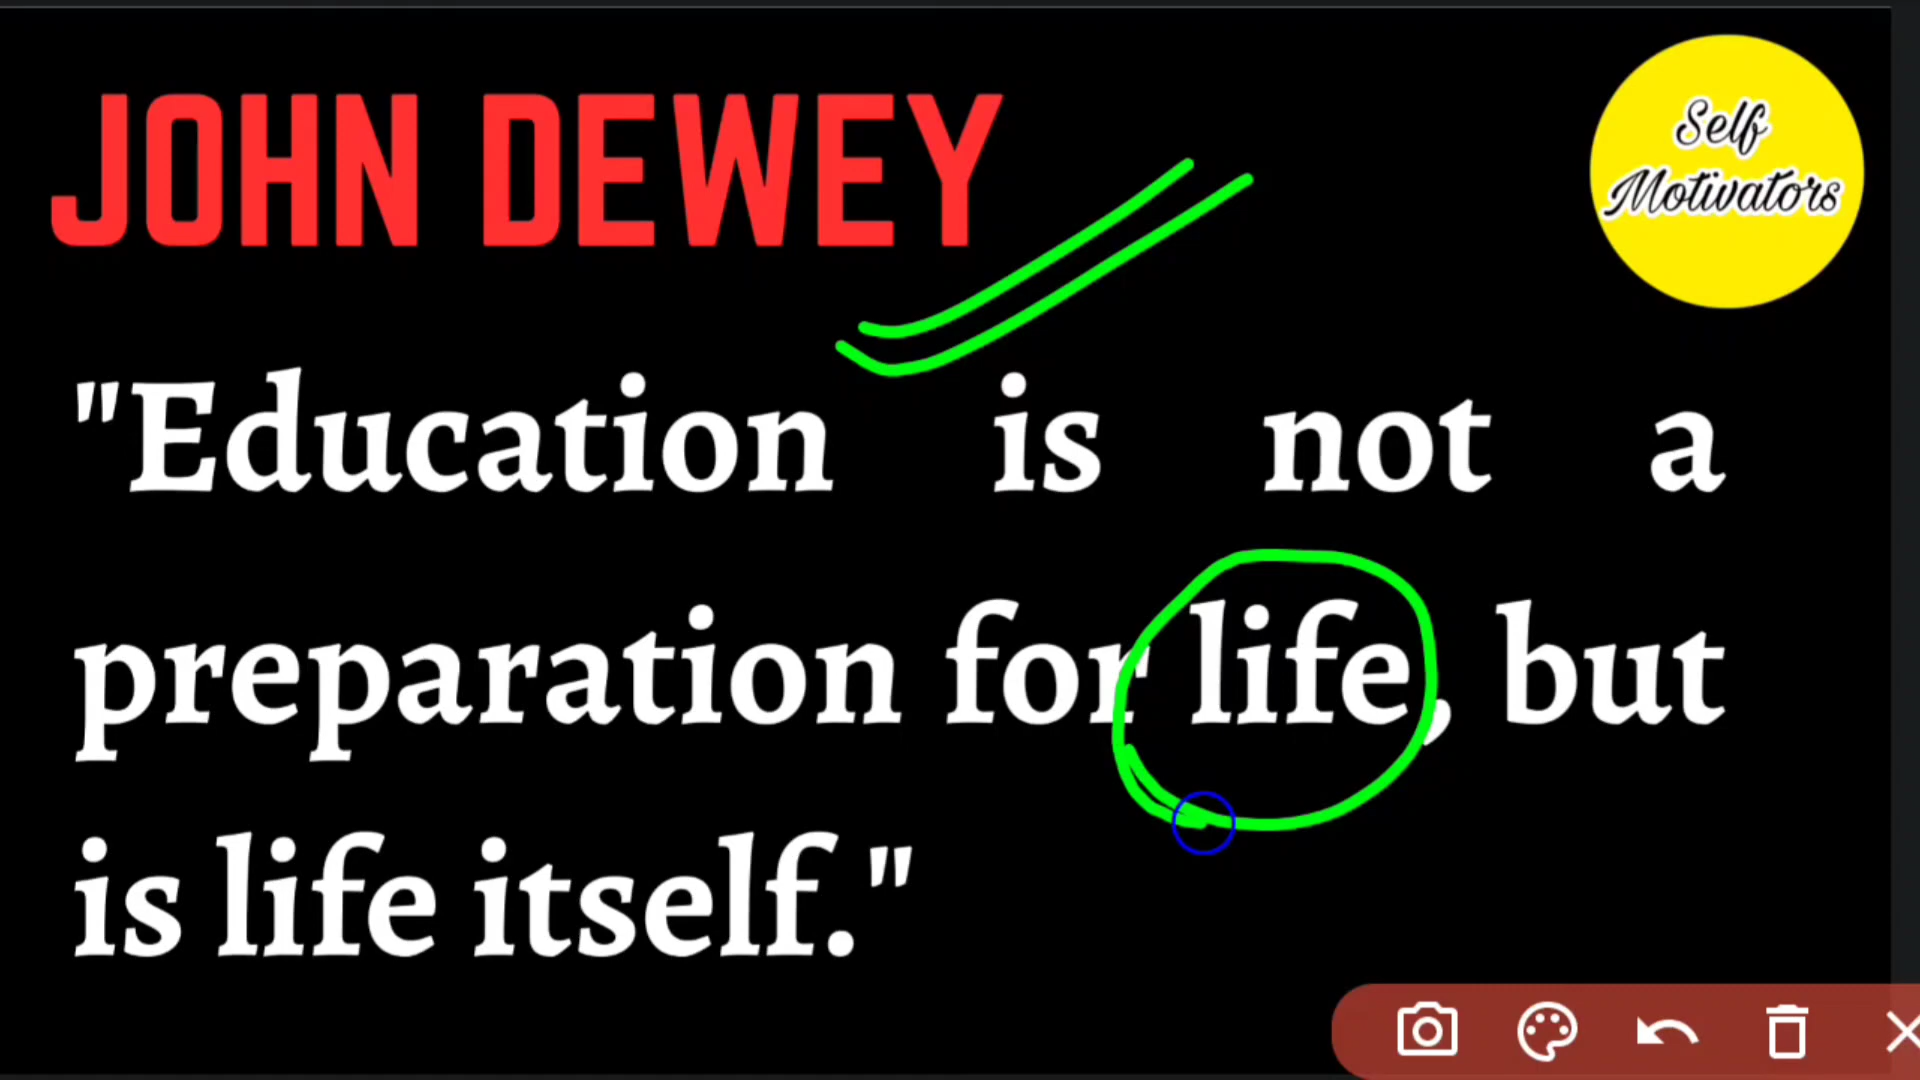 JOHN DEWEY
Self
Motivators
"Education is not a
preparation for life, but
is life itself."